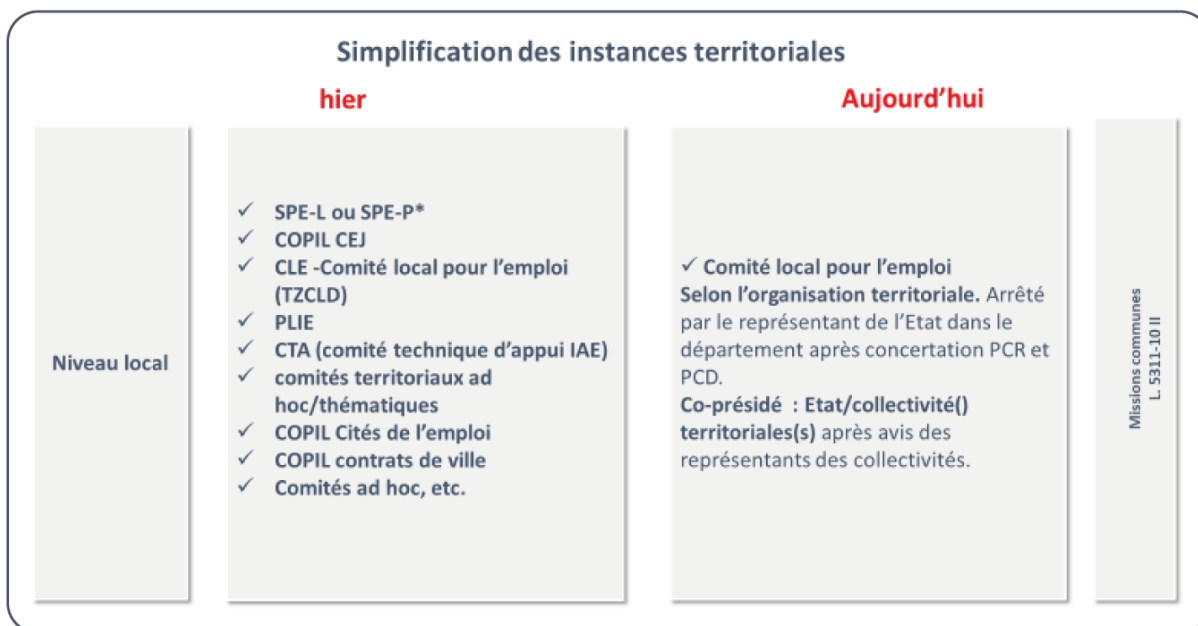 Simplification des instances territoriales
hier
Aujourd’hui
Niveau local
✓ SPE-L ou SPE-P*
✓ COPIL CEJ
✓ CLE -Comité local pour l’emploi
(TZCLD)
✓ PLIE
✓ CTA (comité technique d’appui IAE)
✓ comités territoriaux ad
hoc/thématiques
✓ COPIL Cités de l’emploi
✓ COPIL contrats de ville
✓ Comités ad hoc, etc.
✓ Comité local pour l’emploi
Selon l’organisation territoriale. Arrêté
par le représentant de l’Etat dans le
département après concertation PCR et
PCD.
Co-présidé : Etat/collectivité()
territoriales(s) après avis des
représentants des collectivités.
Missions communes
L. 5311-10 II